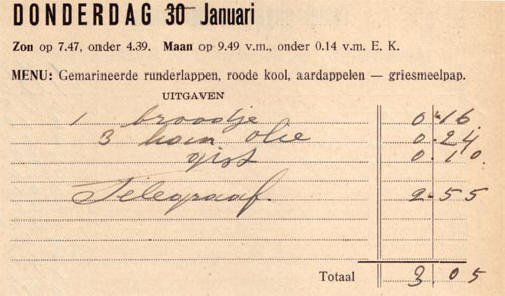 DONDERDAG 30 Januari
Zon op 7.47, onder 4.39. Maan op 9.49 v.m., onder 0.14 v.m. E. K.
MENU: Gemarineerde runderlappen, roode kool, aardappelen — griesmeelpap.
UITGAVEN
1 broodje 0.16
3 kan olie 0.24
gist 0.10.
Telegraaf. 2.55
Totaal 3.05